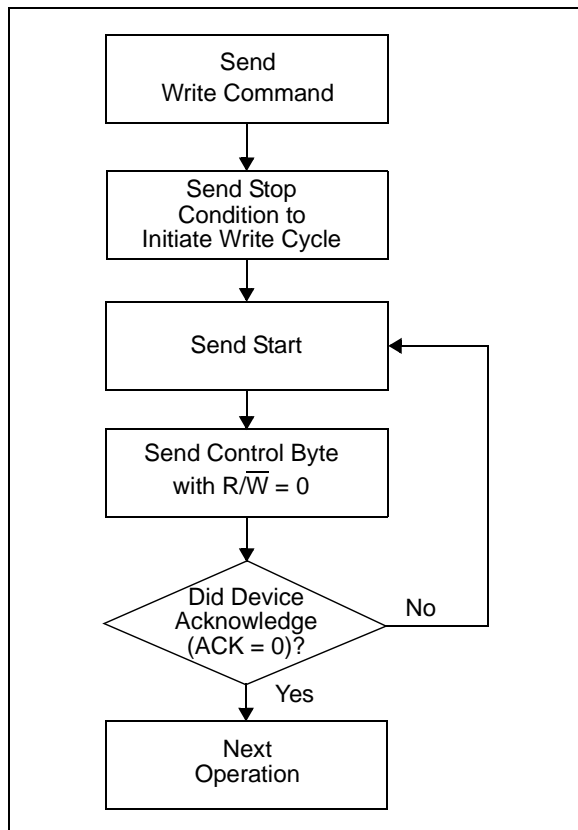 Send
Write Command
Send Stop
Condition to
Initiate Write Cycle
Send Start
Send Control Byte
with R/W̅ = 0
Did Device
Acknowledge
(ACK = 0)?
No
Yes
Next
Operation